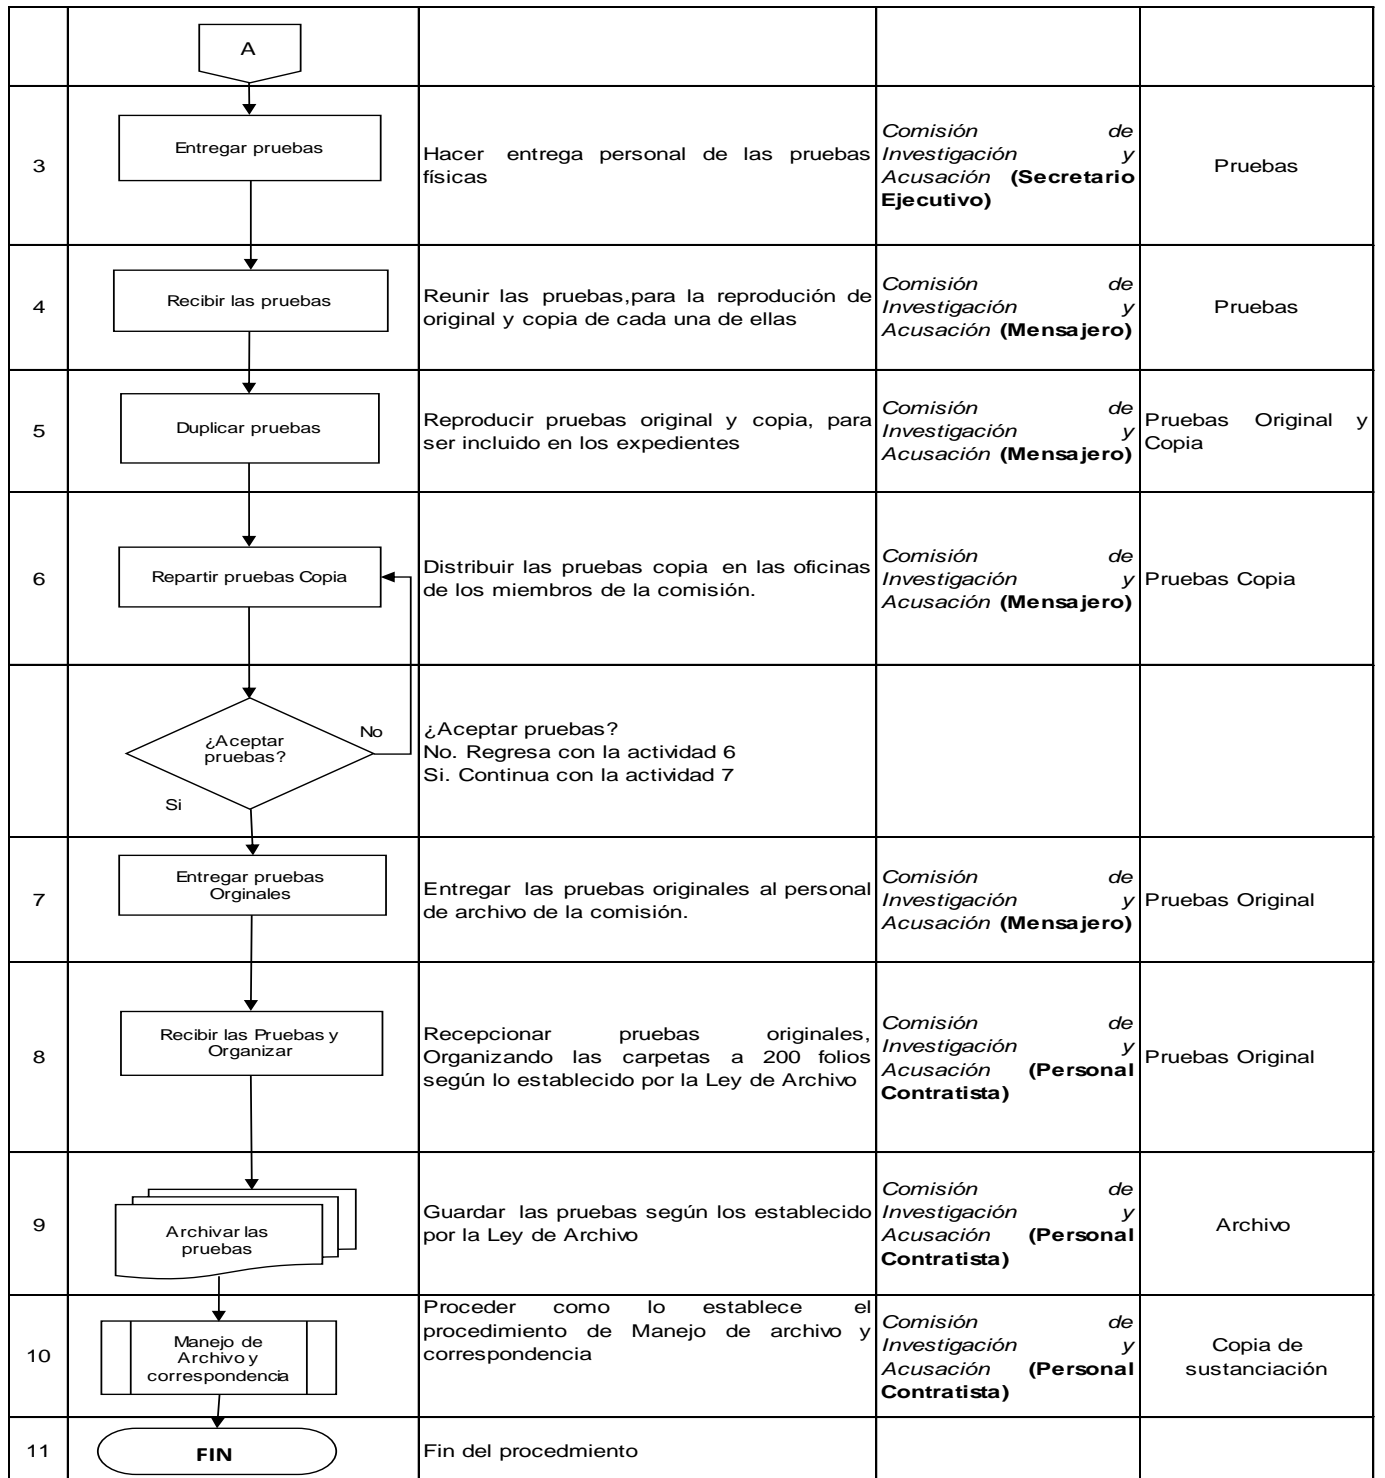 A
3
Entregar pruebas
Hacer entrega personal de las pruebas
físicas
Comisión de
Investigación y
Acusación (Secretario
Ejecutivo)
Pruebas
4
Recibir las pruebas
Reunir las pruebas,para la reprodución de
original y copia de cada una de ellas
Comisión de
Investigación y
Acusación (Mensajero)
Pruebas
5
Duplicar pruebas
Reproducir pruebas original y copia, para
ser incluido en los expedientes
Comisión de
Investigación y
Acusación (Mensajero)
Pruebas Original y
Copia
6
Repartir pruebas Copia
Distribuir las pruebas copia en las oficinas
de los miembros de la comisión.
Comisión de
Investigación y
Acusación (Mensajero)
Pruebas Copia
¿Aceptar
pruebas?
No
Si
¿Aceptar pruebas?
No. Regresa con la actividad 6
Si. Continua con la actividad 7
7
Entregar pruebas
Orginales
Entregar las pruebas originales al personal
de archivo de la comisión.
Comisión de
Investigación y
Acusación (Mensajero)
Pruebas Original
8
Recibir las Pruebas y
Organizar
Recepcionar pruebas originales,
Organizando las carpetas a 200 folios
según lo establecido por la Ley de Archivo
Comisión de
Investigación y
Acusación (Personal
Contratista)
Pruebas Original
9
Archivar las
pruebas
Guardar las pruebas según los establecido
por la Ley de Archivo
Comisión de
Investigación y
Acusación (Personal
Contratista)
Archivo
10
Manejo de
Archivo y
correspondencia
Proceder como lo establece el
procedimiento de Manejo de archivo y
correspondencia
Comisión de
Investigación y
Acusación (Personal
Contratista)
Copia de
sustanciación
11
FIN
Fin del procedmiento